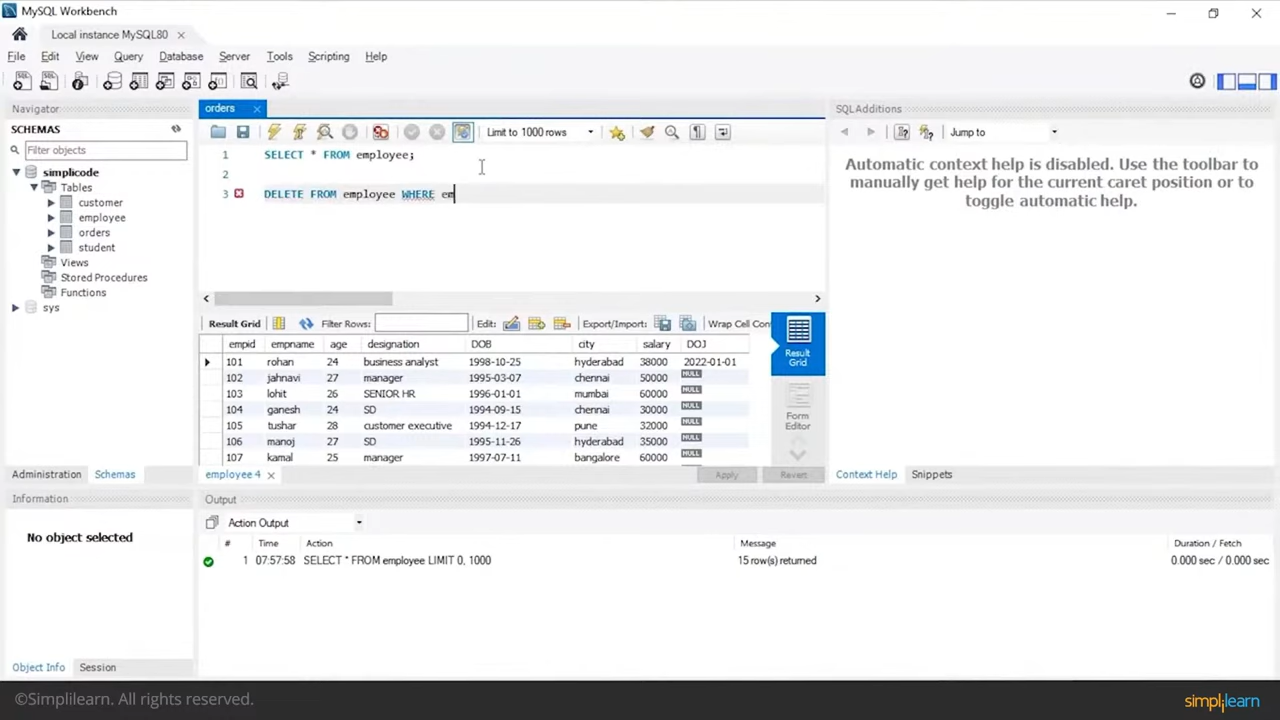 MySQL Workbench
Local instance MySQL80
File Edit View Query Database Server Tools Scripting Help
Navigator
SCHEMAS
Filter objects
simplicode
Tables
customer
employee
orders
student
Views
Stored Procedures
Functions
sys
Administration Schemas
Information
No object selected
Object Info Session
orders
Limit to 1000 rows
1 SELECT * FROM employee;
2
3 DELETE FROM employee WHERE em
Result Grid Filter Rows: Edit: Export/Import: Wrap Cell Con
empid empname age designation DOB city salary DOJ
101 rohan 24 business analyst 1998-10-25 hyderabad 38000 2022-01-01
102 jahnavi 27 manager 1995-03-07 chennai 50000 NULL
103 lohit 26 SENIOR HR 1996-01-01 mumbai 60000 NULL
104 ganesh 24 SD 1994-09-15 chennai 30000 NULL
105 tushar 28 customer executive 1994-12-17 pune 32000 NULL
106 manoj 27 SD 1995-11-26 hyderabad 35000 NULL
107 kamal 25 manager 1997-07-11 bangalore 60000 NULL
Result Grid
Form Editor
employee 4
Apply Revert
SQL Additions
Jump to
Automatic context help is disabled. Use the toolbar to
manually get help for the current caret position or to
toggle automatic help.
Context Help Snippets
Output
Action Output
# Time Action Message Duration / Fetch
1 07:57:58 SELECT * FROM employee LIMIT 0, 1000 15 row(s) returned 0.000 sec / 0.000 sec
©Simplilearn. All rights reserved.
simplilearn